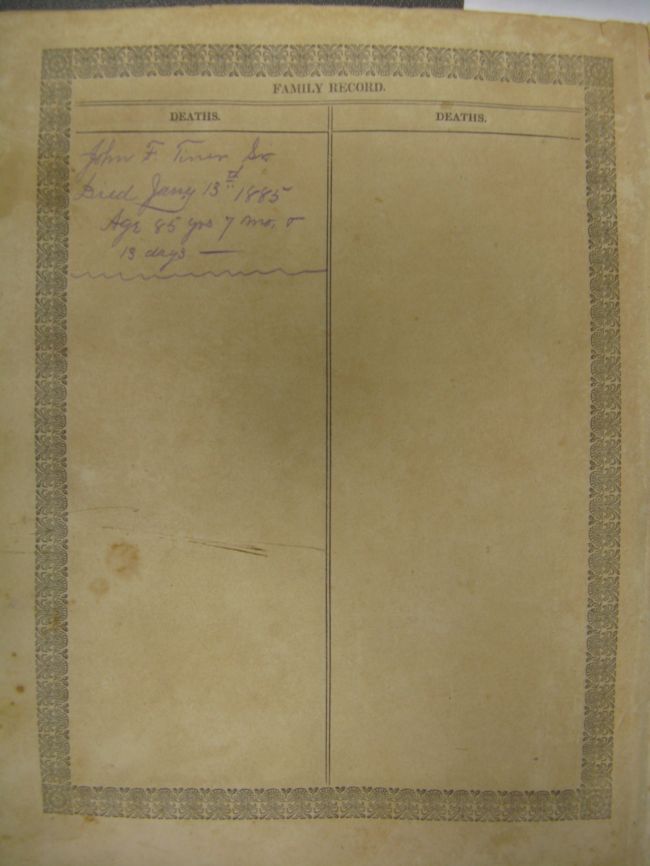 FAMILY RECORD.
DEATHS.
John F. Tiner Sr
Died Jany 13th 1885
Age 85 yrs 7 mo, &
13 days —
DEATHS.